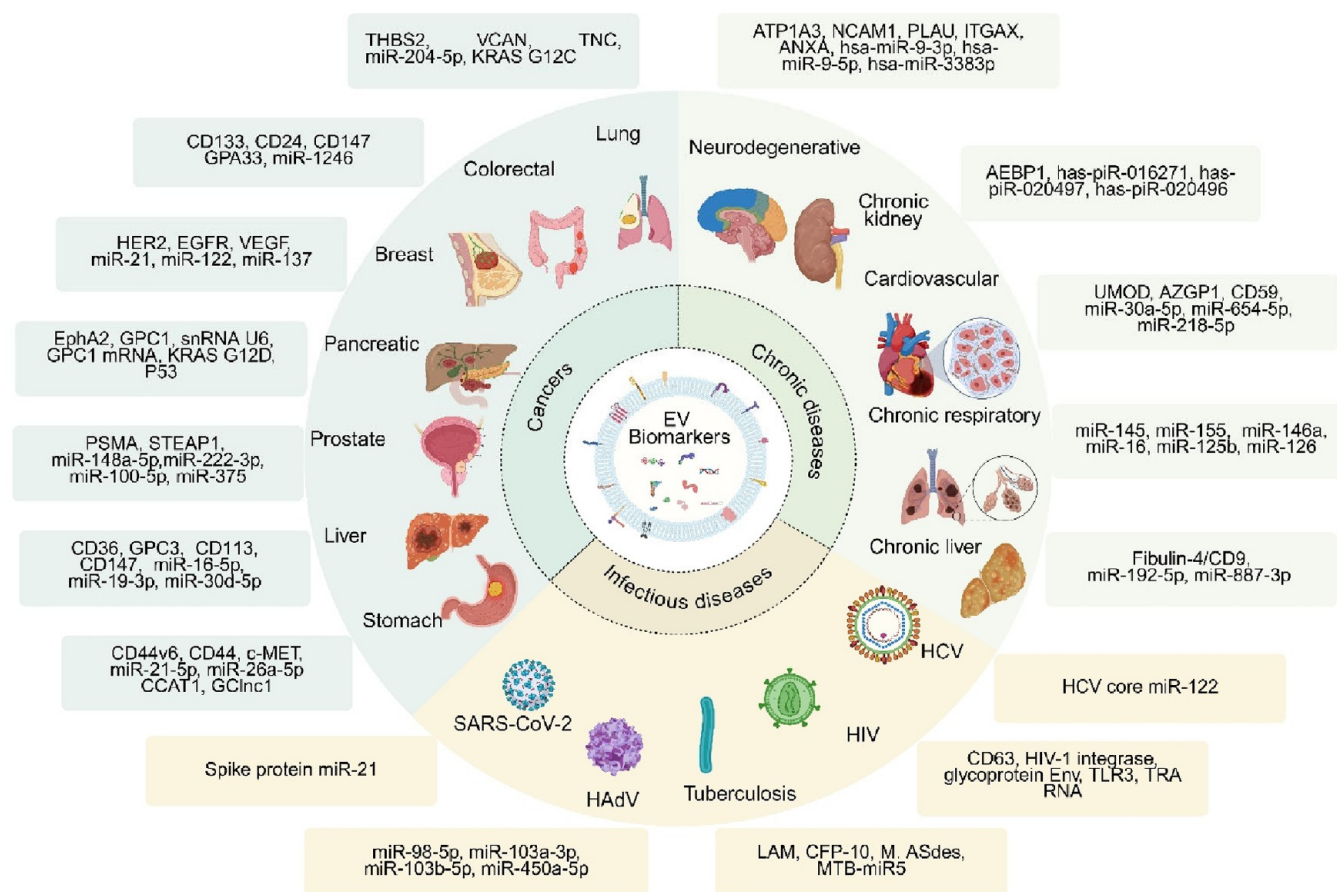 THBS2, VCAN, TNC,
miR-204-5p, KRAS G12C
ATP1A3, NCAM1, PLAU, ITGAX,
ANXA, hsa-miR-9-3p, hsa-
miR-9-5p, hsa-miR-3383p
CD133, CD24, CD147
GPA33, miR-1246
Lung
Neurodegenerative
AEBP1, has-piR-016271, has-
piR-020497, has-piR-020496
Colorectal
Chronic
kidney
HER2, EGFR, VEGF,
miR-21, miR-122, miR-137
Breast
Cardiovascular
UMOD, AZGP1, CD59,
miR-30a-5p, miR-654-5p,
miR-218-5p
EphA2, GPC1, snRNA U6,
GPC1 mRNA, KRAS G12D,
P53
Pancreatic
Cancers
Chronic diseases
EV
Biomarkers
Chronic respiratory
miR-145, miR-155, miR-146a,
miR-16, miR-125b, miR-126
PSMA, STEAP1,
miR-148a-5p,miR-222-3p,
miR-100-5p, miR-375
Prostate
CD36, GPC3, CD113,
CD147, miR-16-5p,
miR-19-3p, miR-30d-5p
Liver
Chronic liver
Fibulin-4/CD9,
miR-192-5p, miR-887-3p
Infectious diseases
Stomach
CD44v6, CD44, c-MET,
miR-21-5p, miR-26a-5p
CCAT1, GClnc1
HCV
HCV core miR-122
SARS-CoV-2
HIV
Spike protein miR-21
HAdV
Tuberculosis
CD63, HIV-1 integrase,
glycoprotein Env, TLR3, TRA
RNA
miR-98-5p, miR-103a-3p,
miR-103b-5p, miR-450a-5p
LAM, CFP-10, M. ASdes,
MTB-miR5